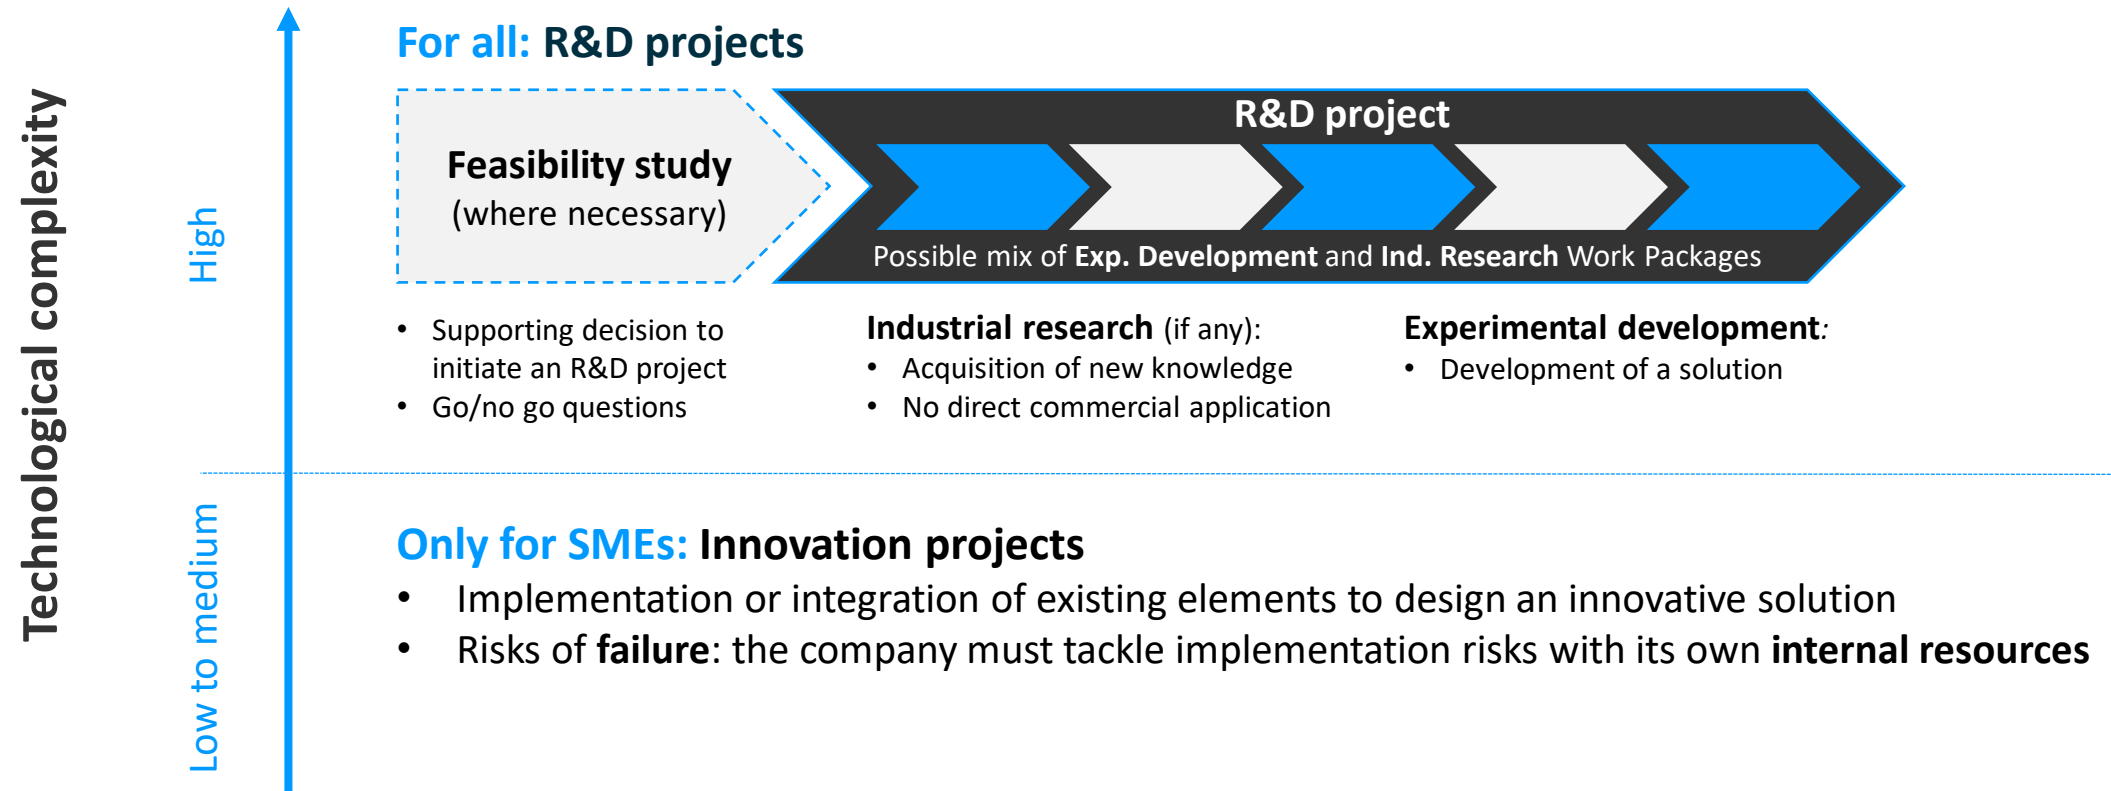 Technological complexity
High
Low to medium
For all: R&D projects
Feasibility study
(where necessary)
R&D project
Possible mix of Exp. Development and Ind. Research Work Packages
• Supporting decision to
initiate an R&D project
• Go/no go questions
Industrial research (if any):
• Acquisition of new knowledge
• No direct commercial application
Experimental development:
• Development of a solution
Only for SMEs: Innovation projects
• Implementation or integration of existing elements to design an innovative solution
• Risks of failure: the company must tackle implementation risks with its own internal resources